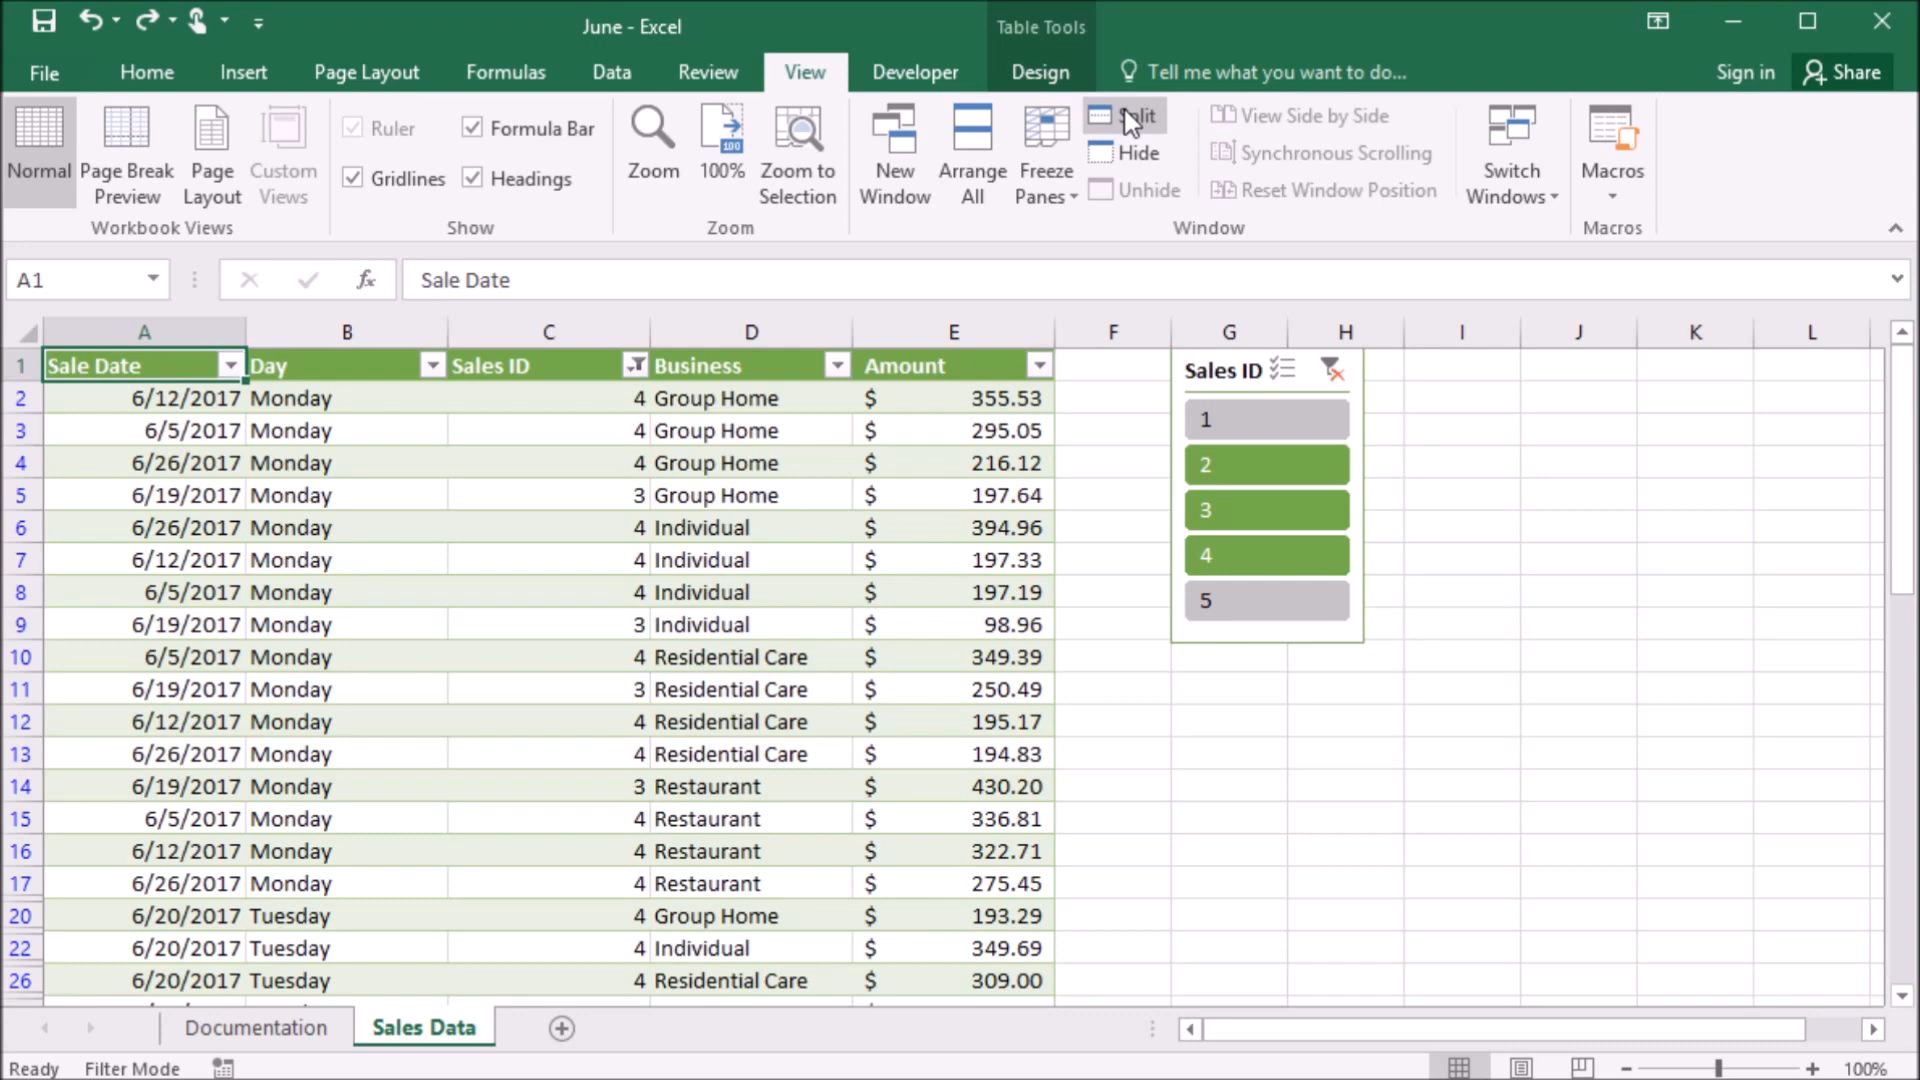 June - Excel
Table Tools
File Home Insert Page Layout Formulas Data Review View Developer Design Tell me what you want to do... Sign in Share
Normal
Page Break Preview
Page Layout
Custom Views
Workbook Views
Ruler
Formula Bar
Gridlines
Headings
Show
Zoom
100
100%
Zoom to Selection
Zoom
New Window
Arrange All
Freeze Panes
Split
Hide
Unhide
View Side by Side
Synchronous Scrolling
Reset Window Position
Window
Switch Windows
Macros
Macros
A1 fx Sale Date
A B C D E F G H I J K L
1 Sale Date Day Sales ID Business Amount
2 6/12/2017 Monday 4 Group Home $ 355.53
3 6/5/2017 Monday 4 Group Home $ 295.05
4 6/26/2017 Monday 4 Group Home $ 216.12
5 6/19/2017 Monday 3 Group Home $ 197.64
6 6/26/2017 Monday 4 Individual $ 394.96
7 6/12/2017 Monday 4 Individual $ 197.33
8 6/5/2017 Monday 4 Individual $ 197.19
9 6/19/2017 Monday 3 Individual $ 98.96
10 6/5/2017 Monday 4 Residential Care $ 349.39
11 6/19/2017 Monday 3 Residential Care $ 250.49
12 6/12/2017 Monday 4 Residential Care $ 195.17
13 6/26/2017 Monday 4 Residential Care $ 194.83
14 6/19/2017 Monday 3 Restaurant $ 430.20
15 6/5/2017 Monday 4 Restaurant $ 336.81
16 6/12/2017 Monday 4 Restaurant $ 322.71
17 6/26/2017 Monday 4 Restaurant $ 275.45
20 6/20/2017 Tuesday 4 Group Home $ 193.29
22 6/20/2017 Tuesday 4 Individual $ 349.69
26 6/20/2017 Tuesday 4 Residential Care $ 309.00
Sales ID
1
2
3
4
5
Documentation Sales Data
Ready Filter Mode 100%